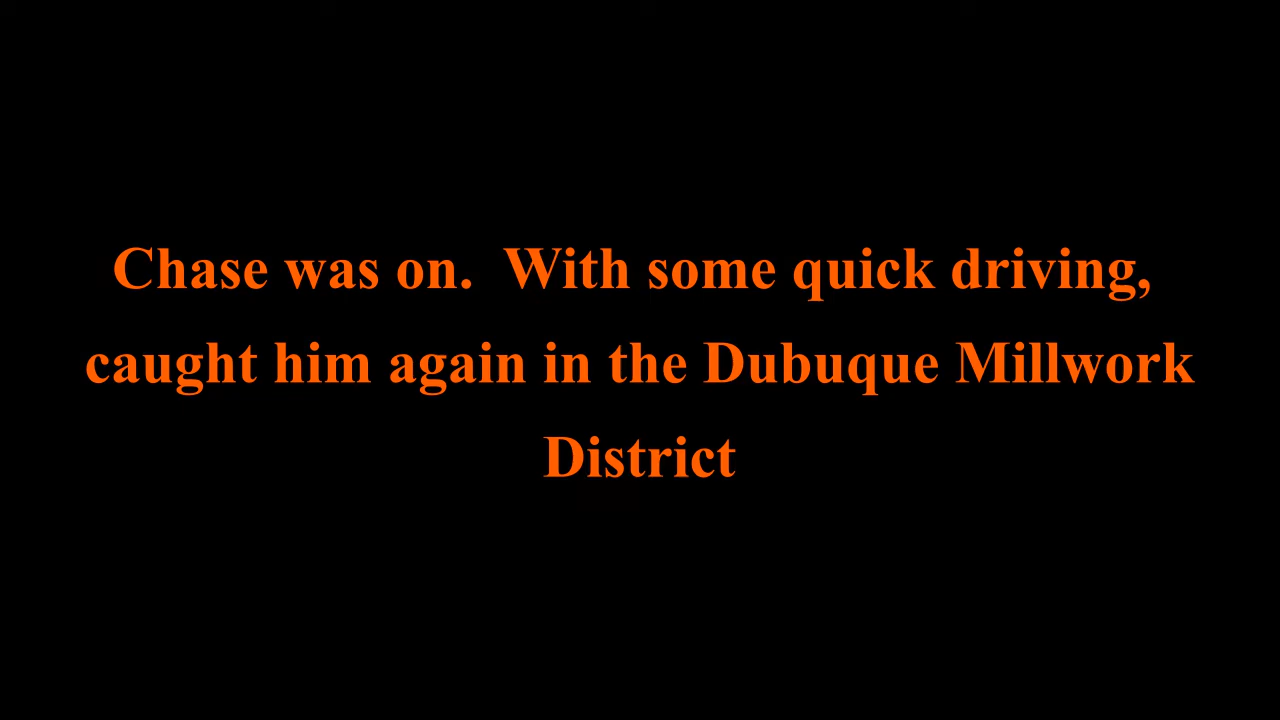 Chase was on.  With some quick driving,
caught him again in the Dubuque Millwork
District